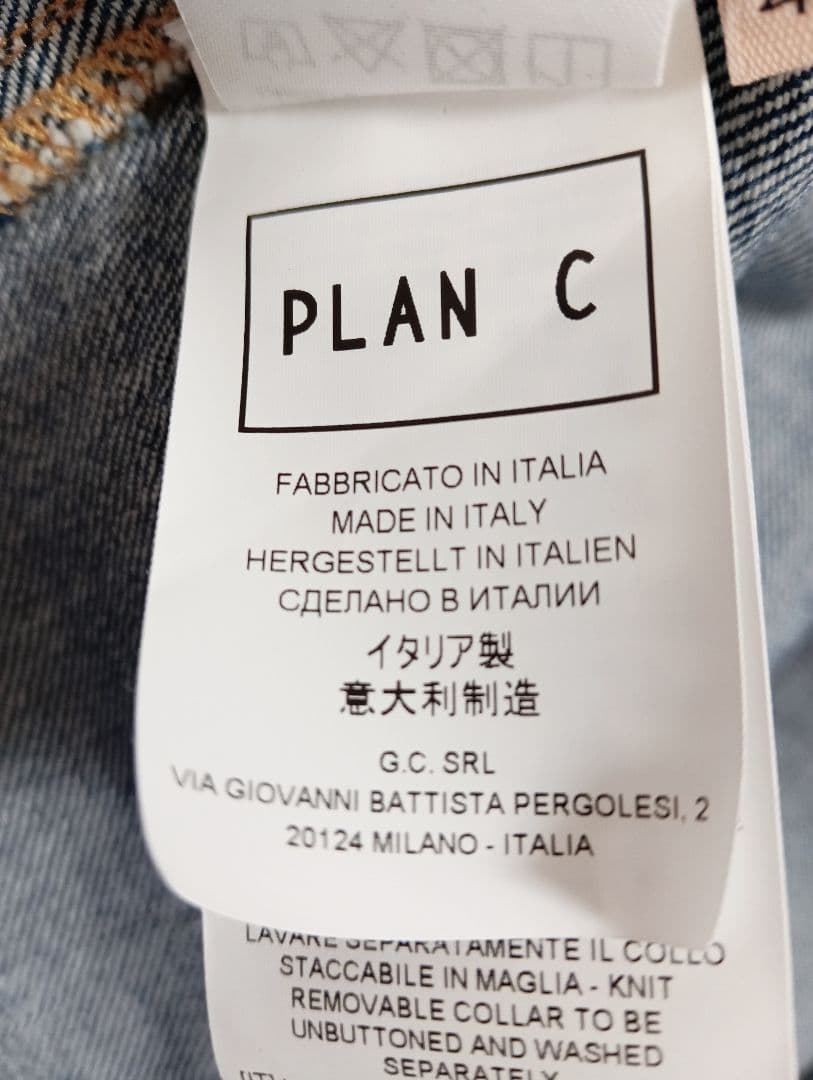 PLAN C
FABBRICATO IN ITALIA
MADE IN ITALY
HERGESTELLT IN ITALIEN
СДЕЛАНО В ИТАЛИИ
イタリア製
意大利制造
G.C. SRL
VIA GIOVANNI BATTISTA PERGOLESI, 2
20124 MILANO - ITALIA
LAVARE SEPARATAMENTE IL COLLO
STACCABILE IN MAGLIA - KNIT
REMOVABLE COLLAR TO BE
UNBUTTONED AND WASHED
SEPARATELY